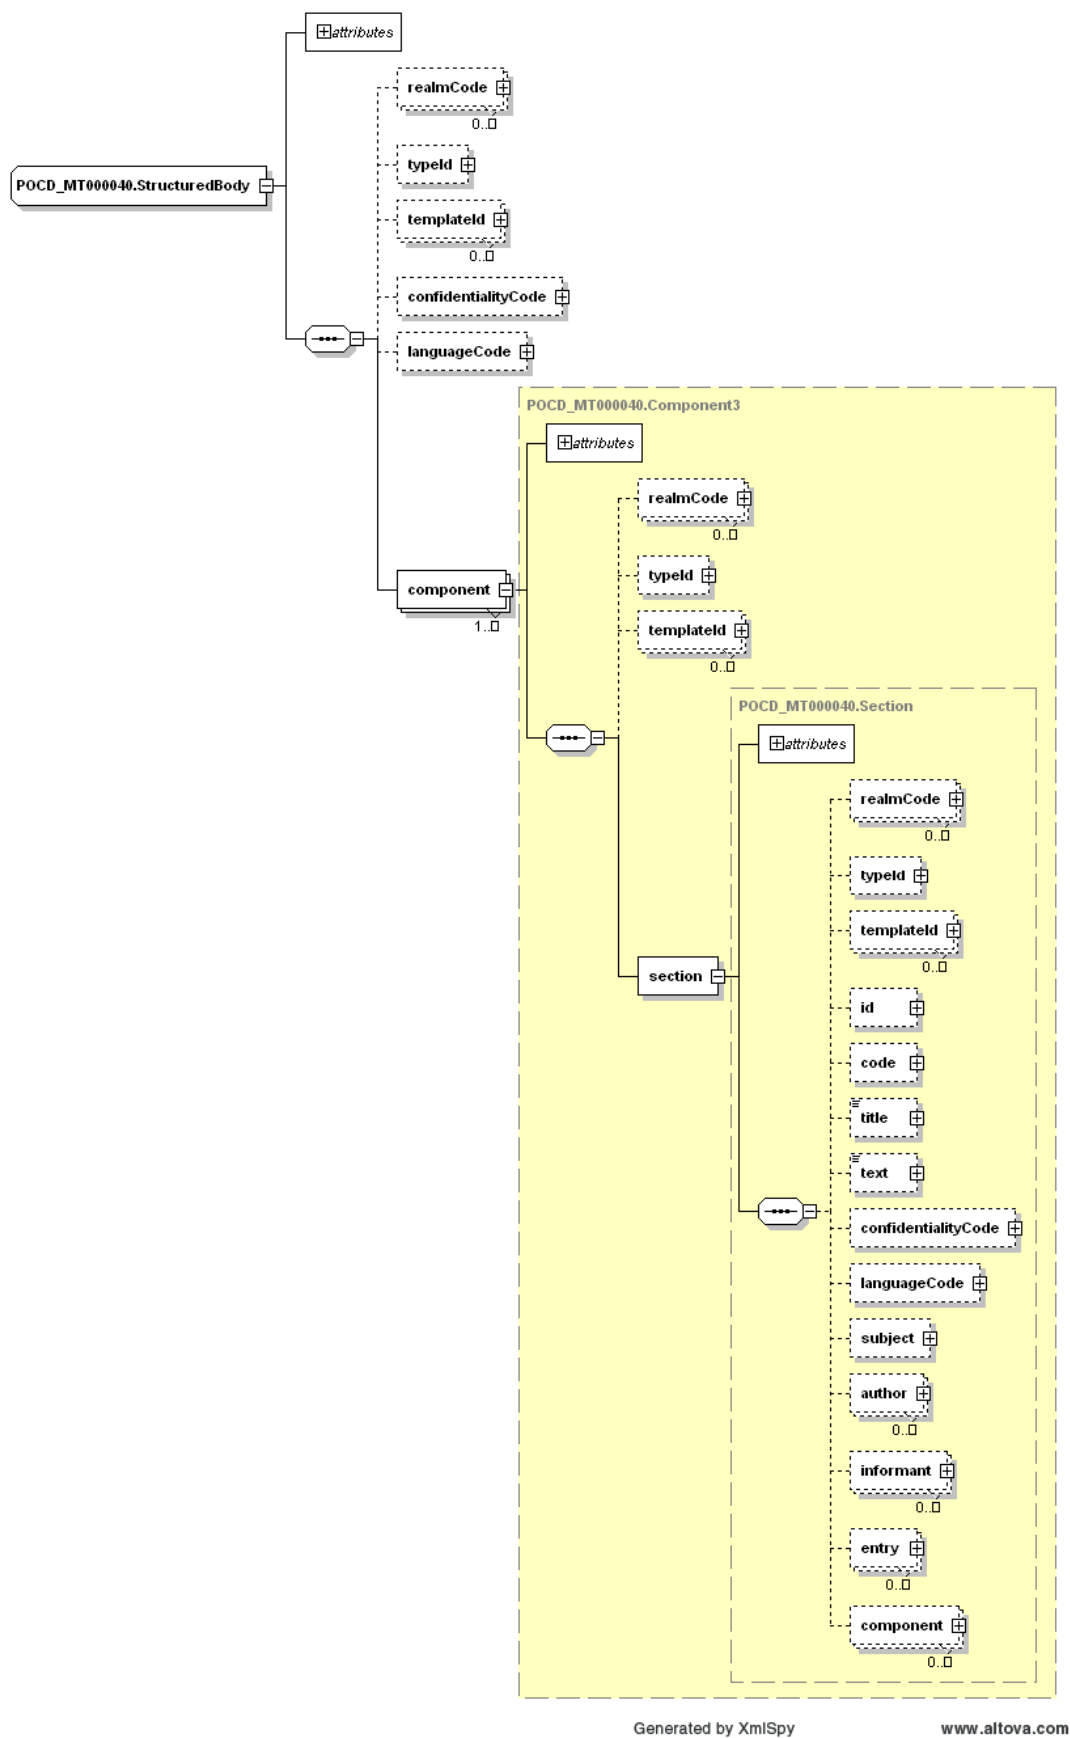 attributes
realmCode
0..
POCD_MT000040.StructuredBody
typeId
templateId
0..
confidentialityCode
languageCode
POCD_MT000040.Component3
attributes
realmCode
0..
typeId
component
1..
templateId
0..
POCD_MT000040.Section
attributes
realmCode
0..
typeId
templateId
0..
section
id
code
title
text
confidentialityCode
languageCode
subject
author
0..
informant
0..
entry
0..
component
0..
Generated by XmlSpy www.altova.com